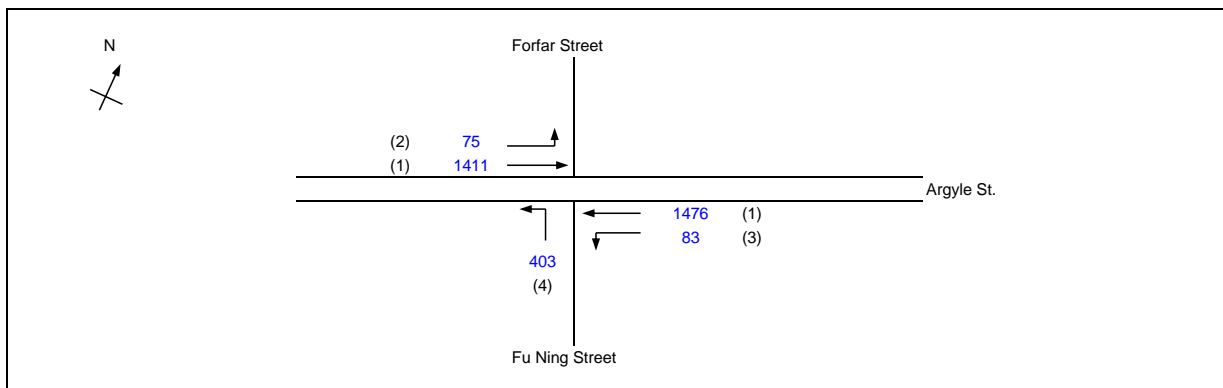 N
Forfar Street
(2) 75
(1) 1411
Argyle St.
1476 (1)
83 (3)
403
(4)
Fu Ning Street